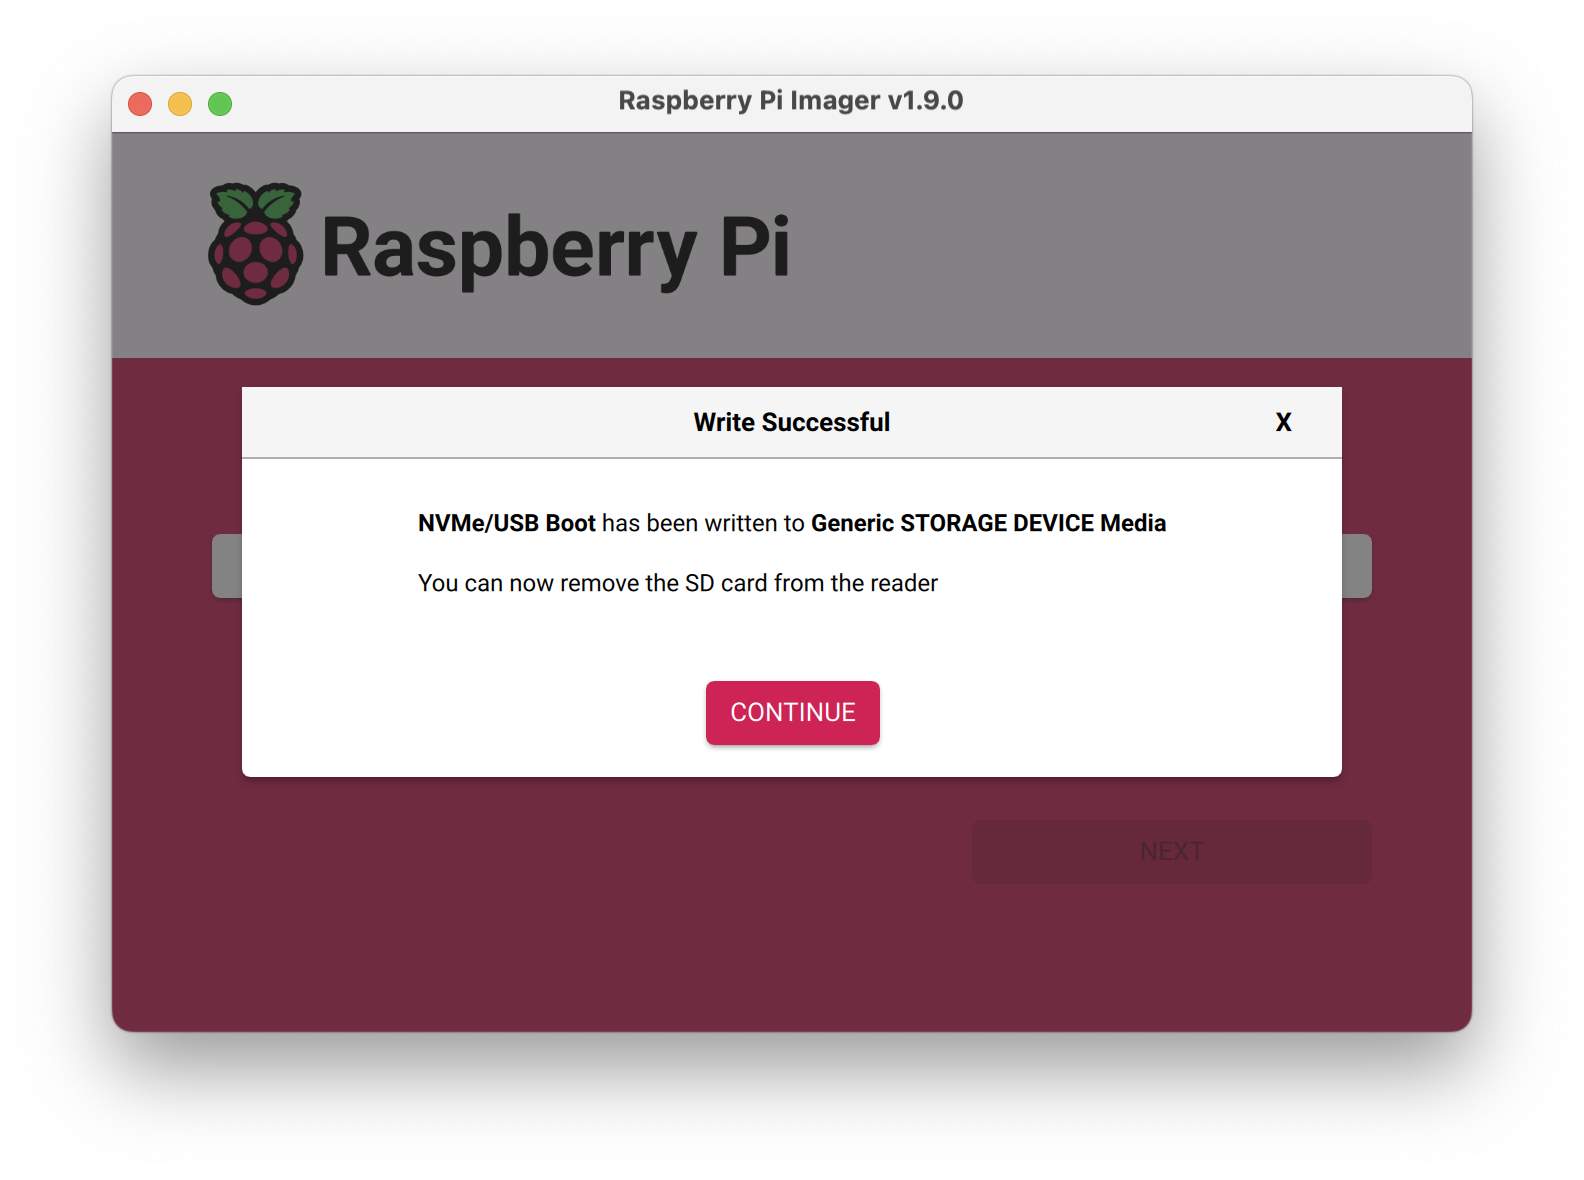 Raspberry Pi Imager v1.9.0
Raspberry Pi
Write Successful
X
NVMe/USB Boot has been written to Generic STORAGE DEVICE Media
You can now remove the SD card from the reader
CONTINUE
NEXT